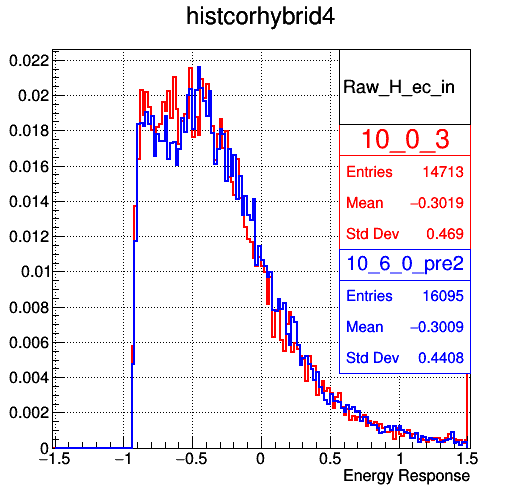 histcorhybrid4
0.022
0.02
0.018
0.016
0.014
0.012
0.01
0.008
0.006
0.004
0.002
0
Raw_H_ec_in
10_0_3
Entries 14713
Mean −0.3019
Std Dev 0.469
10_6_0_pre2
Entries 16095
Mean −0.3009
Std Dev 0.4408
−1.5 −1 −0.5 0 0.5 1 1.5
Energy Response